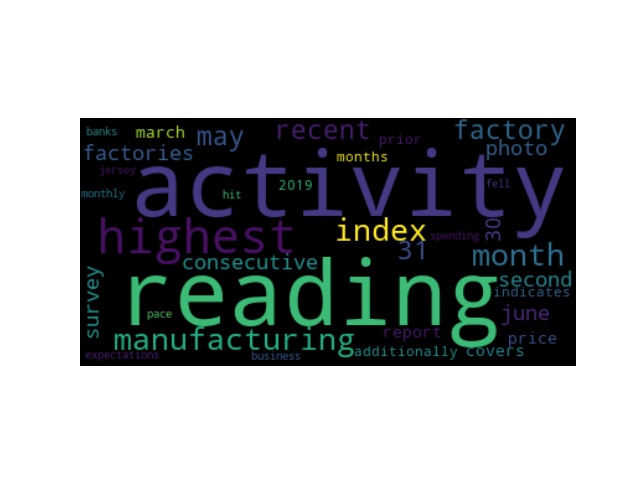 banks march may recent prior factory
factories months photo
jersey activity fell
monthly hit 2019
highest index spending 30
consecutive 31 month
survey reading second
indicates
pace june
manufacturing report price
expectations business additionally covers